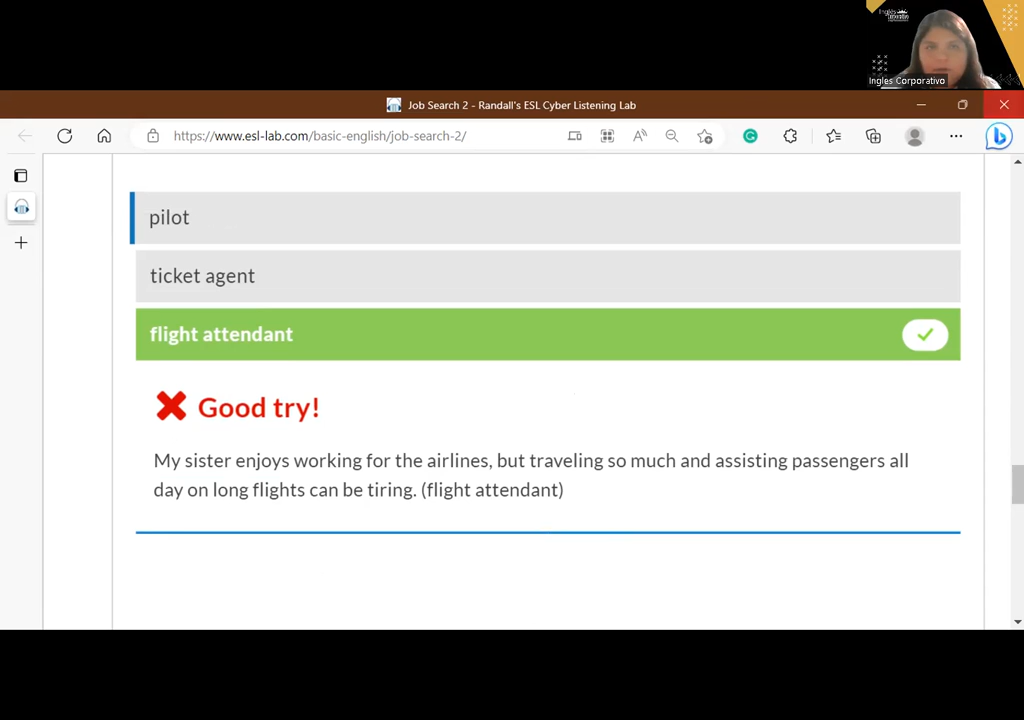 Inglés
Corporativo
Ingles Corporativo
Job Search 2 - Randall's ESL Cyber Listening Lab
https://www.esl-lab.com/basic-english/job-search-2/
pilot
ticket agent
flight attendant
Good try!
My sister enjoys working for the airlines, but traveling so much and assisting passengers all
day on long flights can be tiring. (flight attendant)